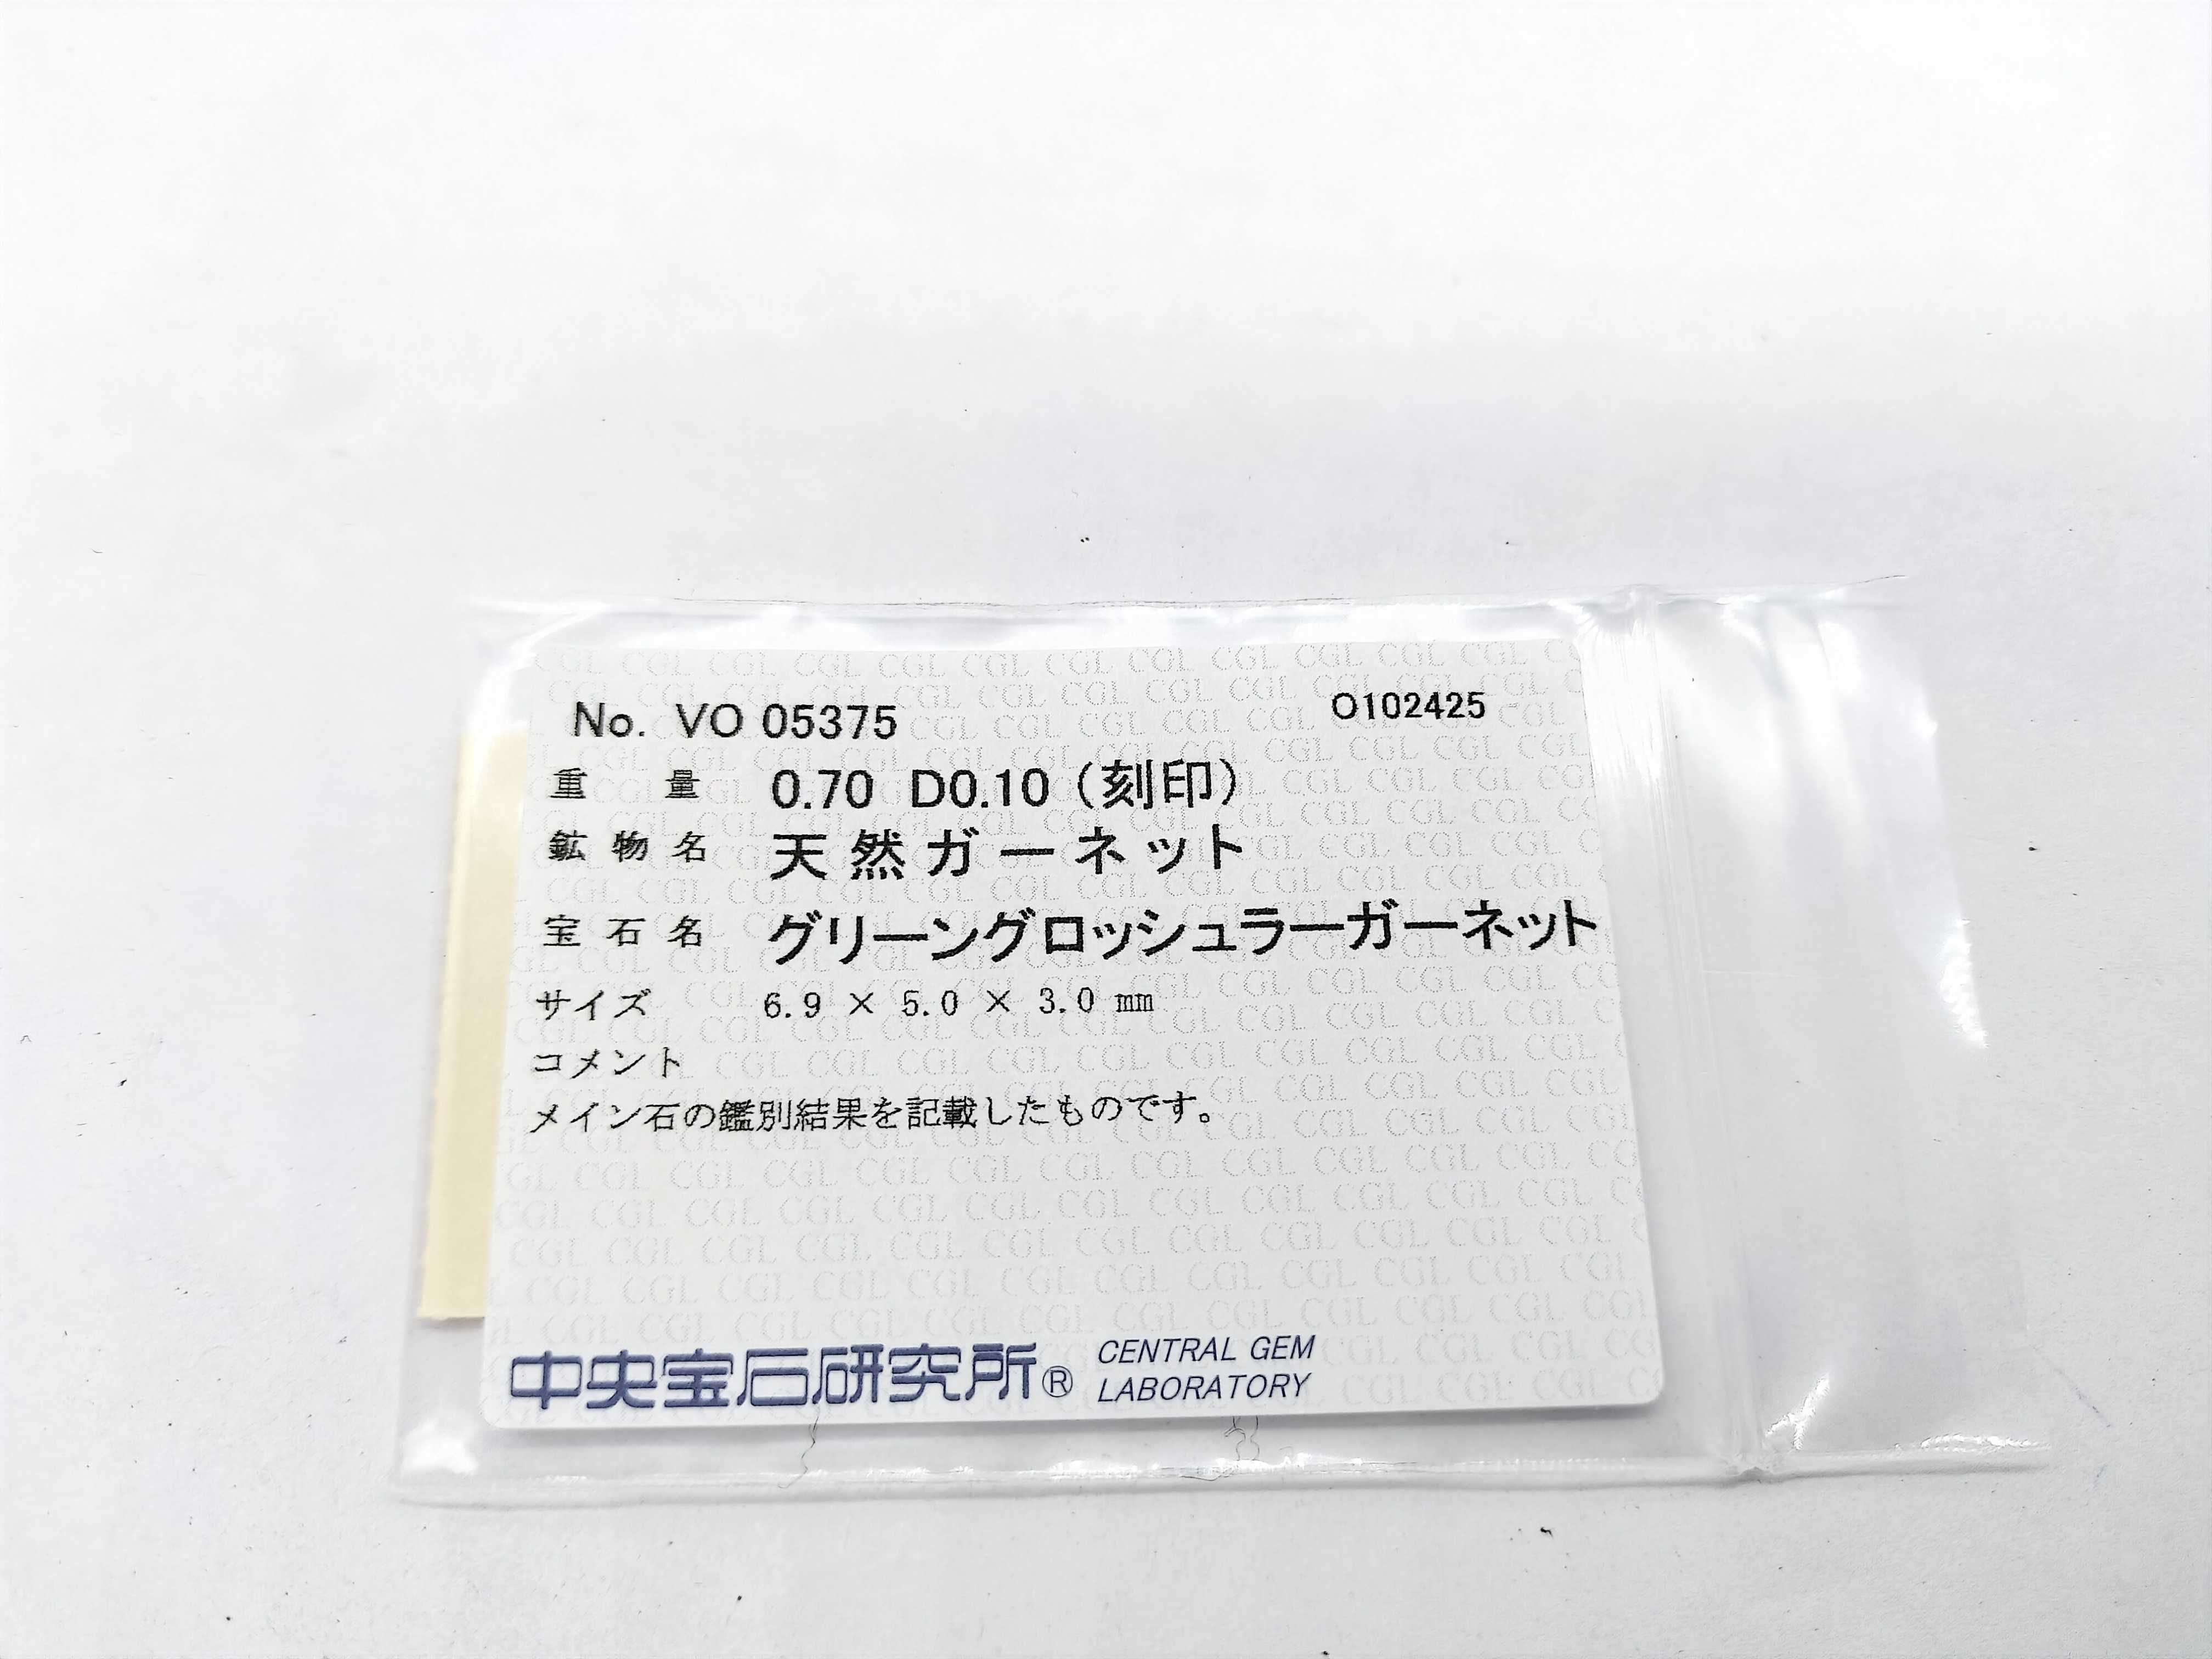 No. VO 05375 O102425
重量 0.70 D0.10（刻印）
鉱物名 天然ガーネット
宝石名 グリーングロッシュラーガーネット
サイズ 6.9 × 5.0 × 3.0 mm
コメント
メイン石の鑑別結果を記載したものです。
中央宝石研究所® CENTRAL GEM
LABORATORY